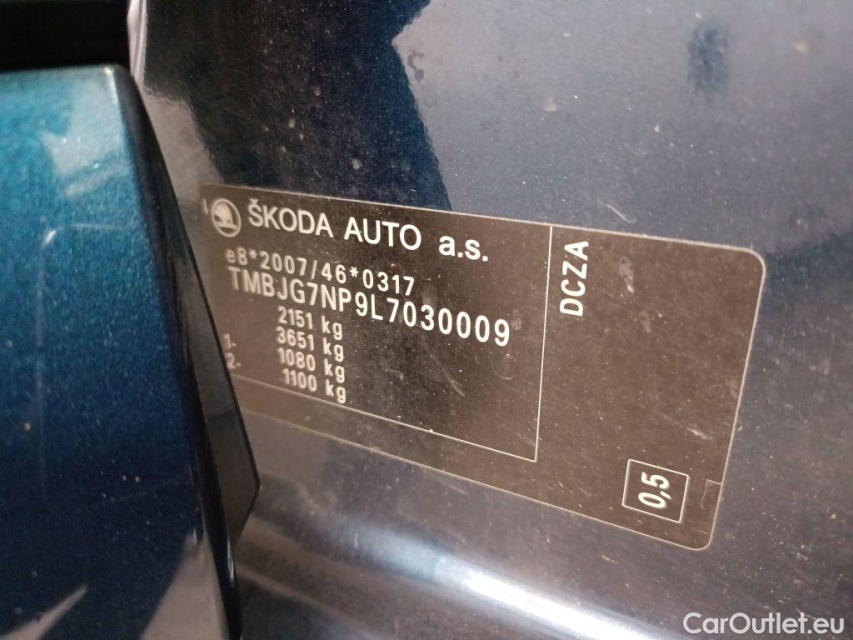 ŠKODA AUTO a.s.
e8*2007/46*0317
TMBJG7NP9L7030009
2151 kg
3651 kg
1- 1080 kg
2- 1100 kg
DCZA
0,5
CarOutlet.eu